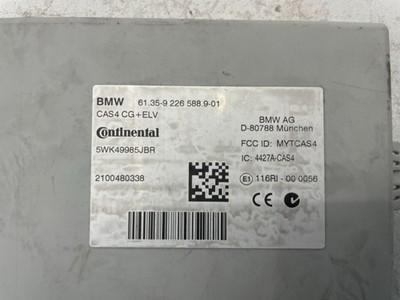 BMW 61.35-9 226 588.9-01
CAS4 CG+ELV
Continental
5WK49985JBR
2100480338
BMW AG
D-80788 München
FCC ID: MYTCAS4
IC: 4427A-CAS4
E1 116RI - 00 0056
CE